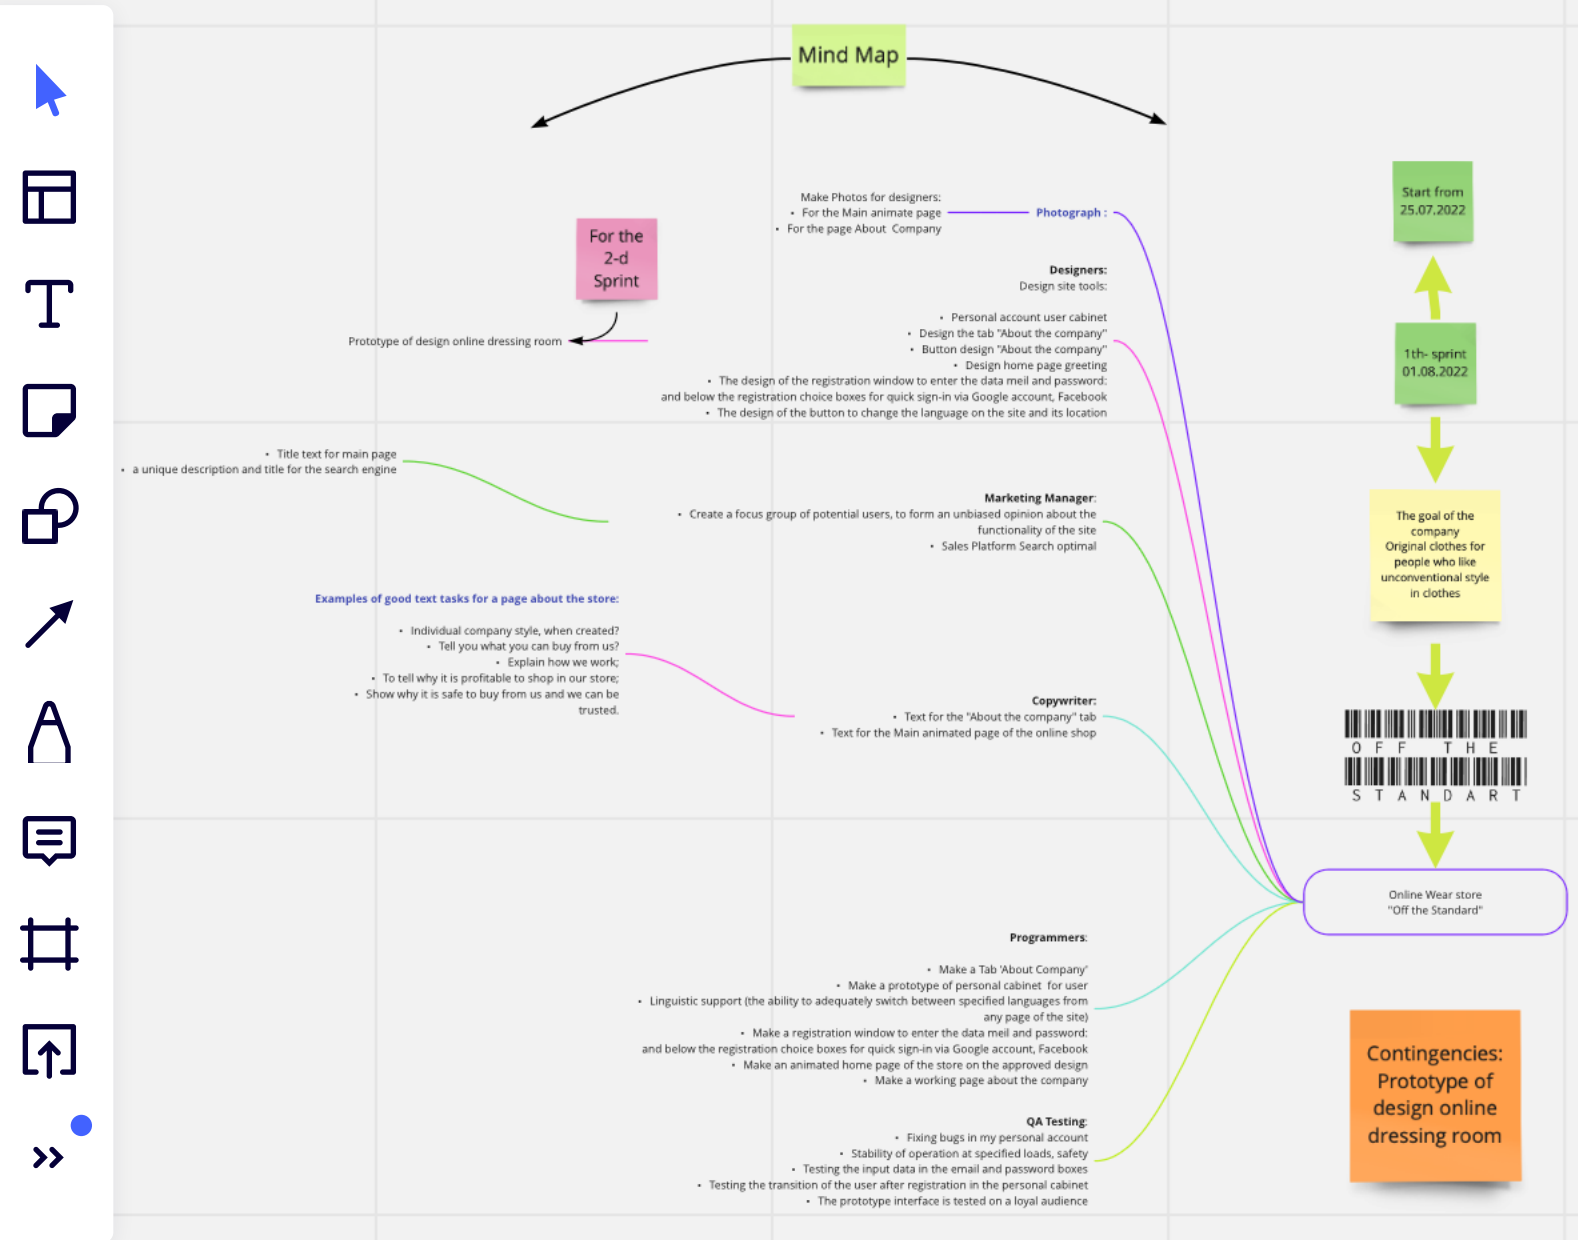 Mind Map
Make Photos for designers:
• For the Main animate page
• For the page About Company
Photograph :
Start from
25.07.2022
For the
2-d
Sprint
Prototype of design online dressing room
Designers:
Design site tools:
• Personal account user cabinet
• Design the tab "About the company"
• Button design "About the company"
• Design home page greeting
• The design of the registration window to enter the data meil and password:
and below the registration choice boxes for quick sign-in via Google account, Facebook
• The design of the button to change the language on the site and its location
1th- sprint
01.08.2022
• Title text for main page
• a unique description and title for the search engine
Marketing Manager:
• Create a focus group of potential users, to form an unbiased opinion about the
functionality of the site
• Sales Platform Search optimal
The goal of the
company
Original clothes for
people who like
unconventional style
in clothes
Examples of good text tasks for a page about the store:
• Individual company style, when created?
• Tell you what you can buy from us?
• Explain how we work;
• To tell why it is profitable to shop in our store;
• Show why it is safe to buy from us and we can be
trusted.
Copywriter:
• Text for the "About the company" tab
• Text for the Main animated page of the online shop
OFF THE
STANDART
Online Wear store
"Off the Standard"
Programmers:
• Make a Tab 'About Company'
• Make a prototype of personal cabinet for user
• Linguistic support (the ability to adequately switch between specified languages from
any page of the site)
• Make a registration window to enter the data meil and password:
and below the registration choice boxes for quick sign-in via Google account, Facebook
• Make an animated home page of the store on the approved design
• Make a working page about the company
QA Testing:
• Fixing bugs in my personal account
• Stability of operation at specified loads, safety
• Testing the input data in the email and password boxes
• Testing the transition of the user after registration in the personal cabinet
• The prototype interface is tested on a loyal audience
Contingencies:
Prototype of
design online
dressing room